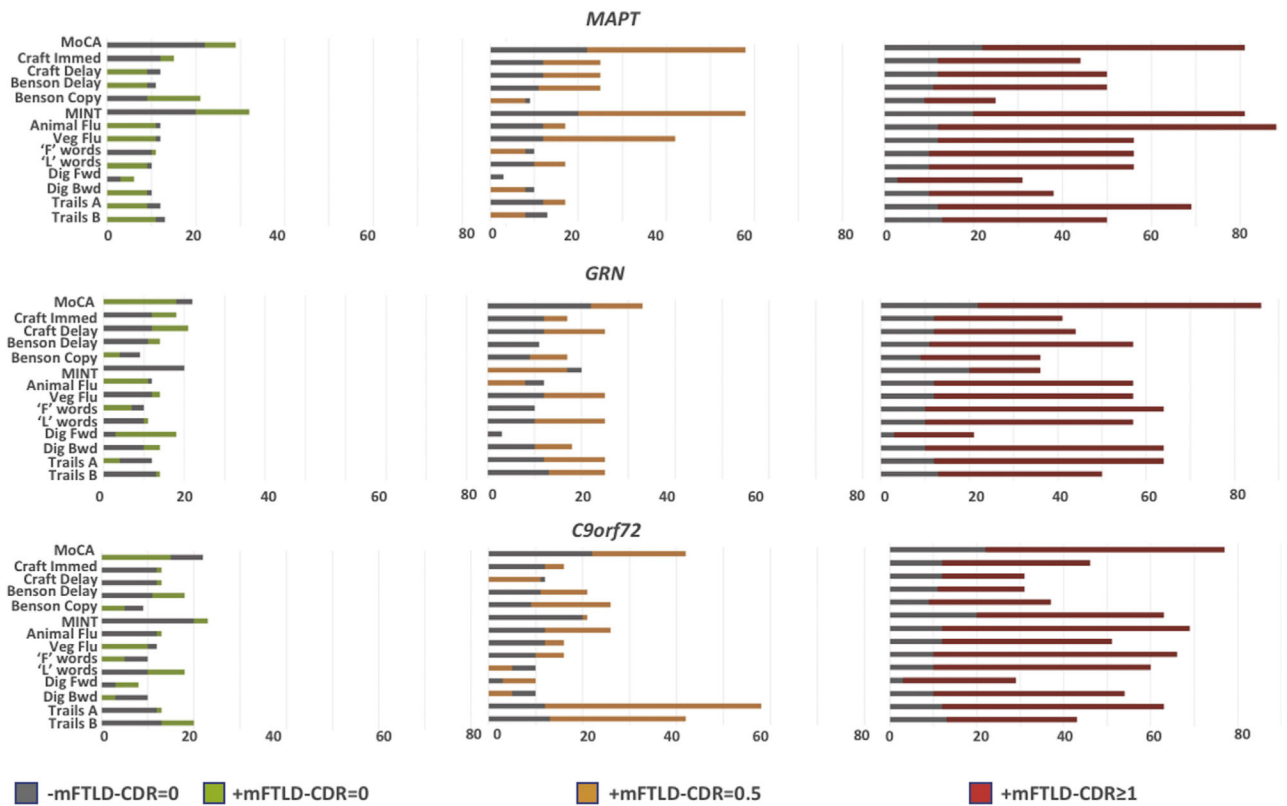 MAPT
MoCA
Craft Immed
Craft Delay
Benson Delay
Benson Copy
MINT
Animal Flu
Veg Flu
‘F’ words
‘L’ words
Dig Fwd
Dig Bwd
Trails A
Trails B
0 20 40 60 80
0 20 40 60 80
0 20 40 60 80
GRN
MoCA
Craft Immed
Craft Delay
Benson Delay
Benson Copy
MINT
Animal Flu
Veg Flu
‘F’ words
‘L’ words
Dig Fwd
Dig Bwd
Trails A
Trails B
0 20 40 60 80
0 20 40 60 80
0 20 40 60 80
C9orf72
MoCA
Craft Immed
Craft Delay
Benson Delay
Benson Copy
MINT
Animal Flu
Veg Flu
‘F’ words
‘L’ words
Dig Fwd
Dig Bwd
Trails A
Trails B
0 20 40 60 80
0 20 40 60 80
0 20 40 60 80
-mFTLD-CDR=0 +mFTLD-CDR=0 +mFTLD-CDR=0.5 +mFTLD-CDR≥1